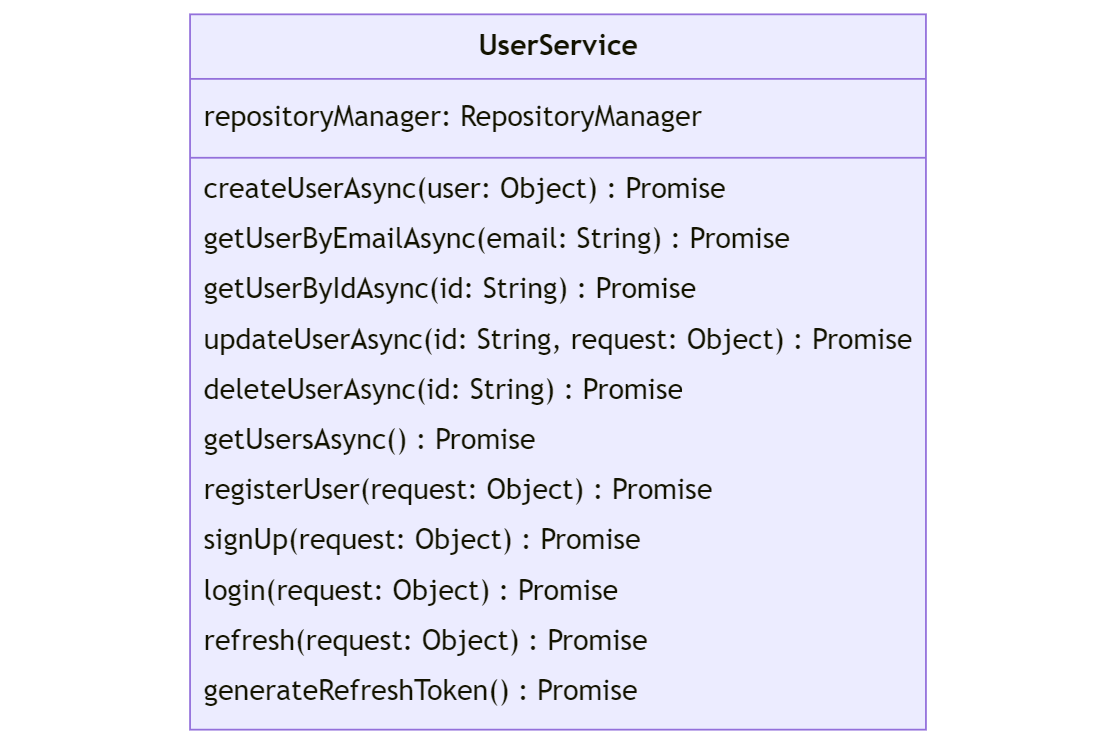 UserService
repositoryManager: RepositoryManager
createUserAsync(user: Object) : Promise
getUserByEmailAsync(email: String) : Promise
getUserByIdAsync(id: String) : Promise
updateUserAsync(id: String, request: Object) : Promise
deleteUserAsync(id: String) : Promise
getUsersAsync() : Promise
registerUser(request: Object) : Promise
signUp(request: Object) : Promise
login(request: Object) : Promise
refresh(request: Object) : Promise
generateRefreshToken() : Promise